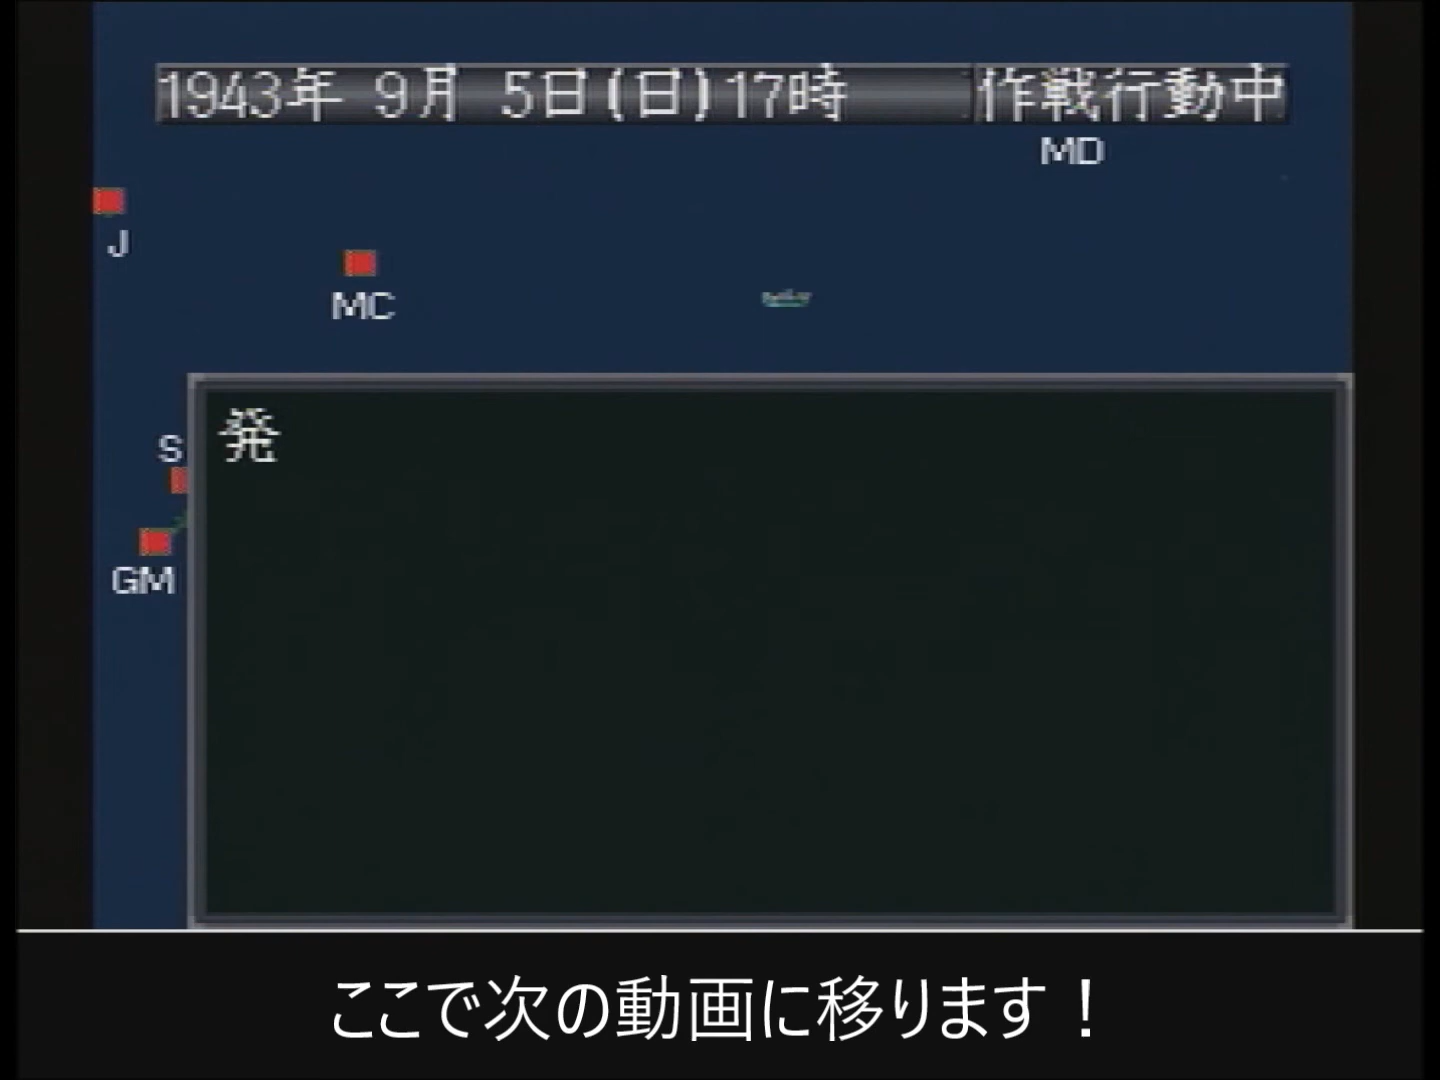 1943年 9月 5日(日)17時 作戦行動中
MD
J
MC
発
S
GM
ここで次の動画に移ります！